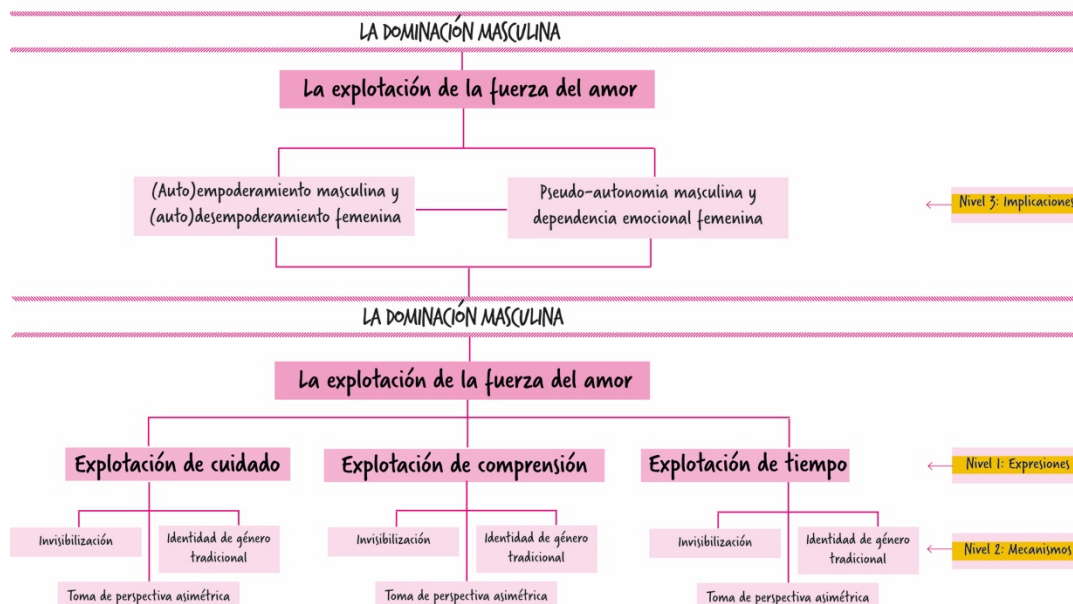 LA DOMINACIÓN MASCULINA
La explotación de la fuerza del amor
(Auto)empoderamiento masculina y
(auto)desempoderamiento femenina
Pseudo-autonomia masculina y
dependencia emocional femenina
Nivel 3: Implicaciones
LA DOMINACIÓN MASCULINA
La explotación de la fuerza del amor
Explotación de cuidado
Explotación de comprensión
Explotación de tiempo
Nivel 1: Expresiones
Invisibilización
Identidad de género
tradicional
Invisibilización
Identidad de género
tradicional
Invisibilización
Identidad de género
tradicional
Nivel 2: Mecanismos
Toma de perspectiva asimétrica
Toma de perspectiva asimétrica
Toma de perspectiva asimétrica